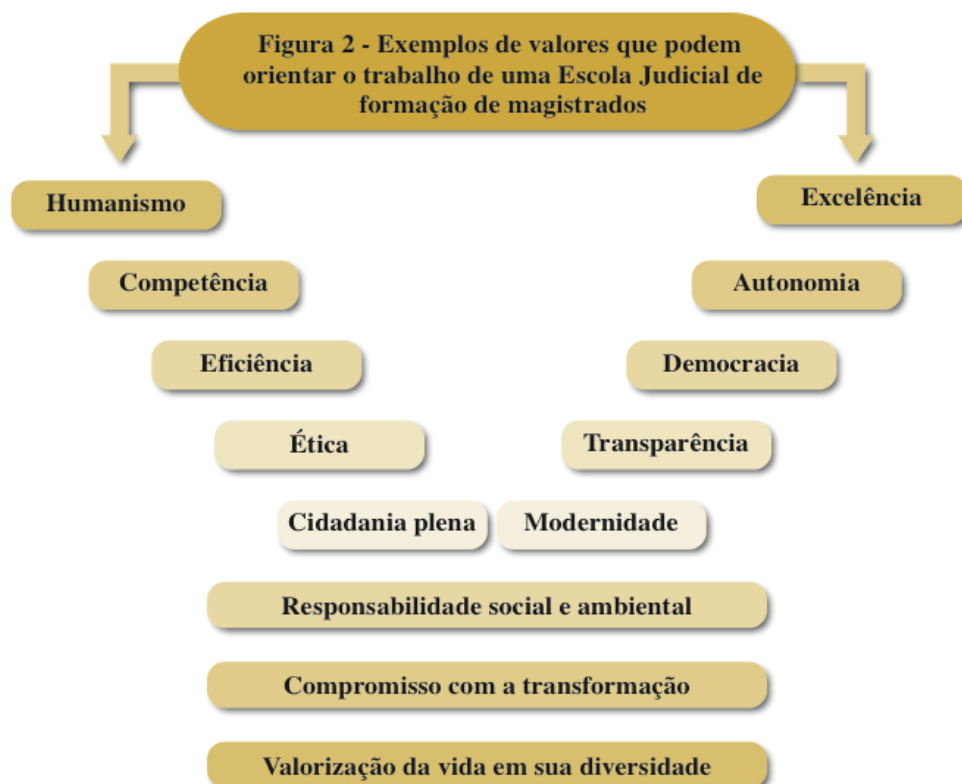 Figura 2 - Exemplos de valores que podem
orientar o trabalho de uma Escola Judicial de
formação de magistrados
Humanismo
Excelência
Competência
Autonomia
Eficiência
Democracia
Ética
Transparência
Cidadania plena
Modernidade
Responsabilidade social e ambiental
Compromisso com a transformação
Valorização da vida em sua diversidade